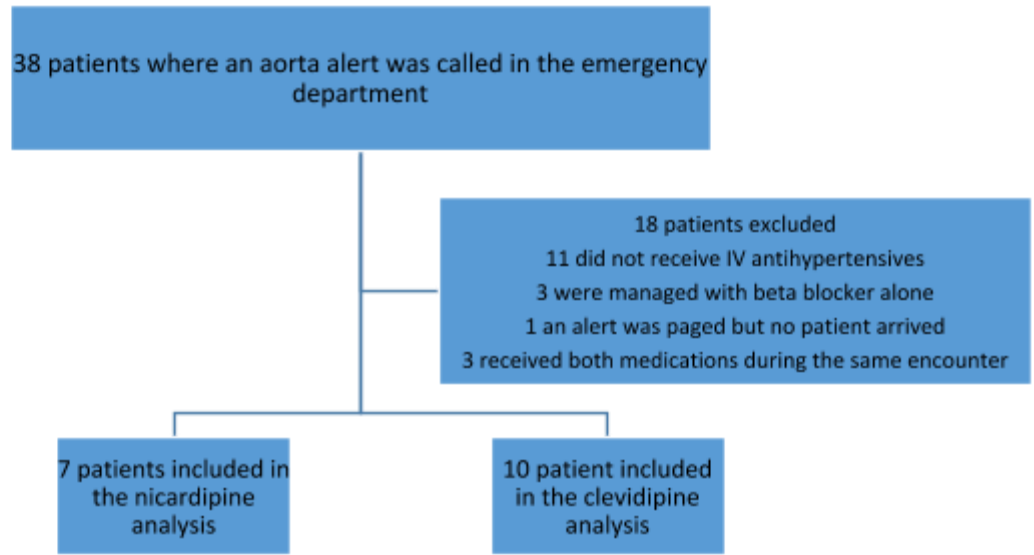 38 patients where an aorta alert was called in the emergency
department
18 patients excluded
11 did not receive IV antihypertensives
3 were managed with beta blocker alone
1 an alert was paged but no patient arrived
3 received both medications during the same encounter
7 patients included in
the nicardipine
analysis
10 patient included
in the clevidipine
analysis